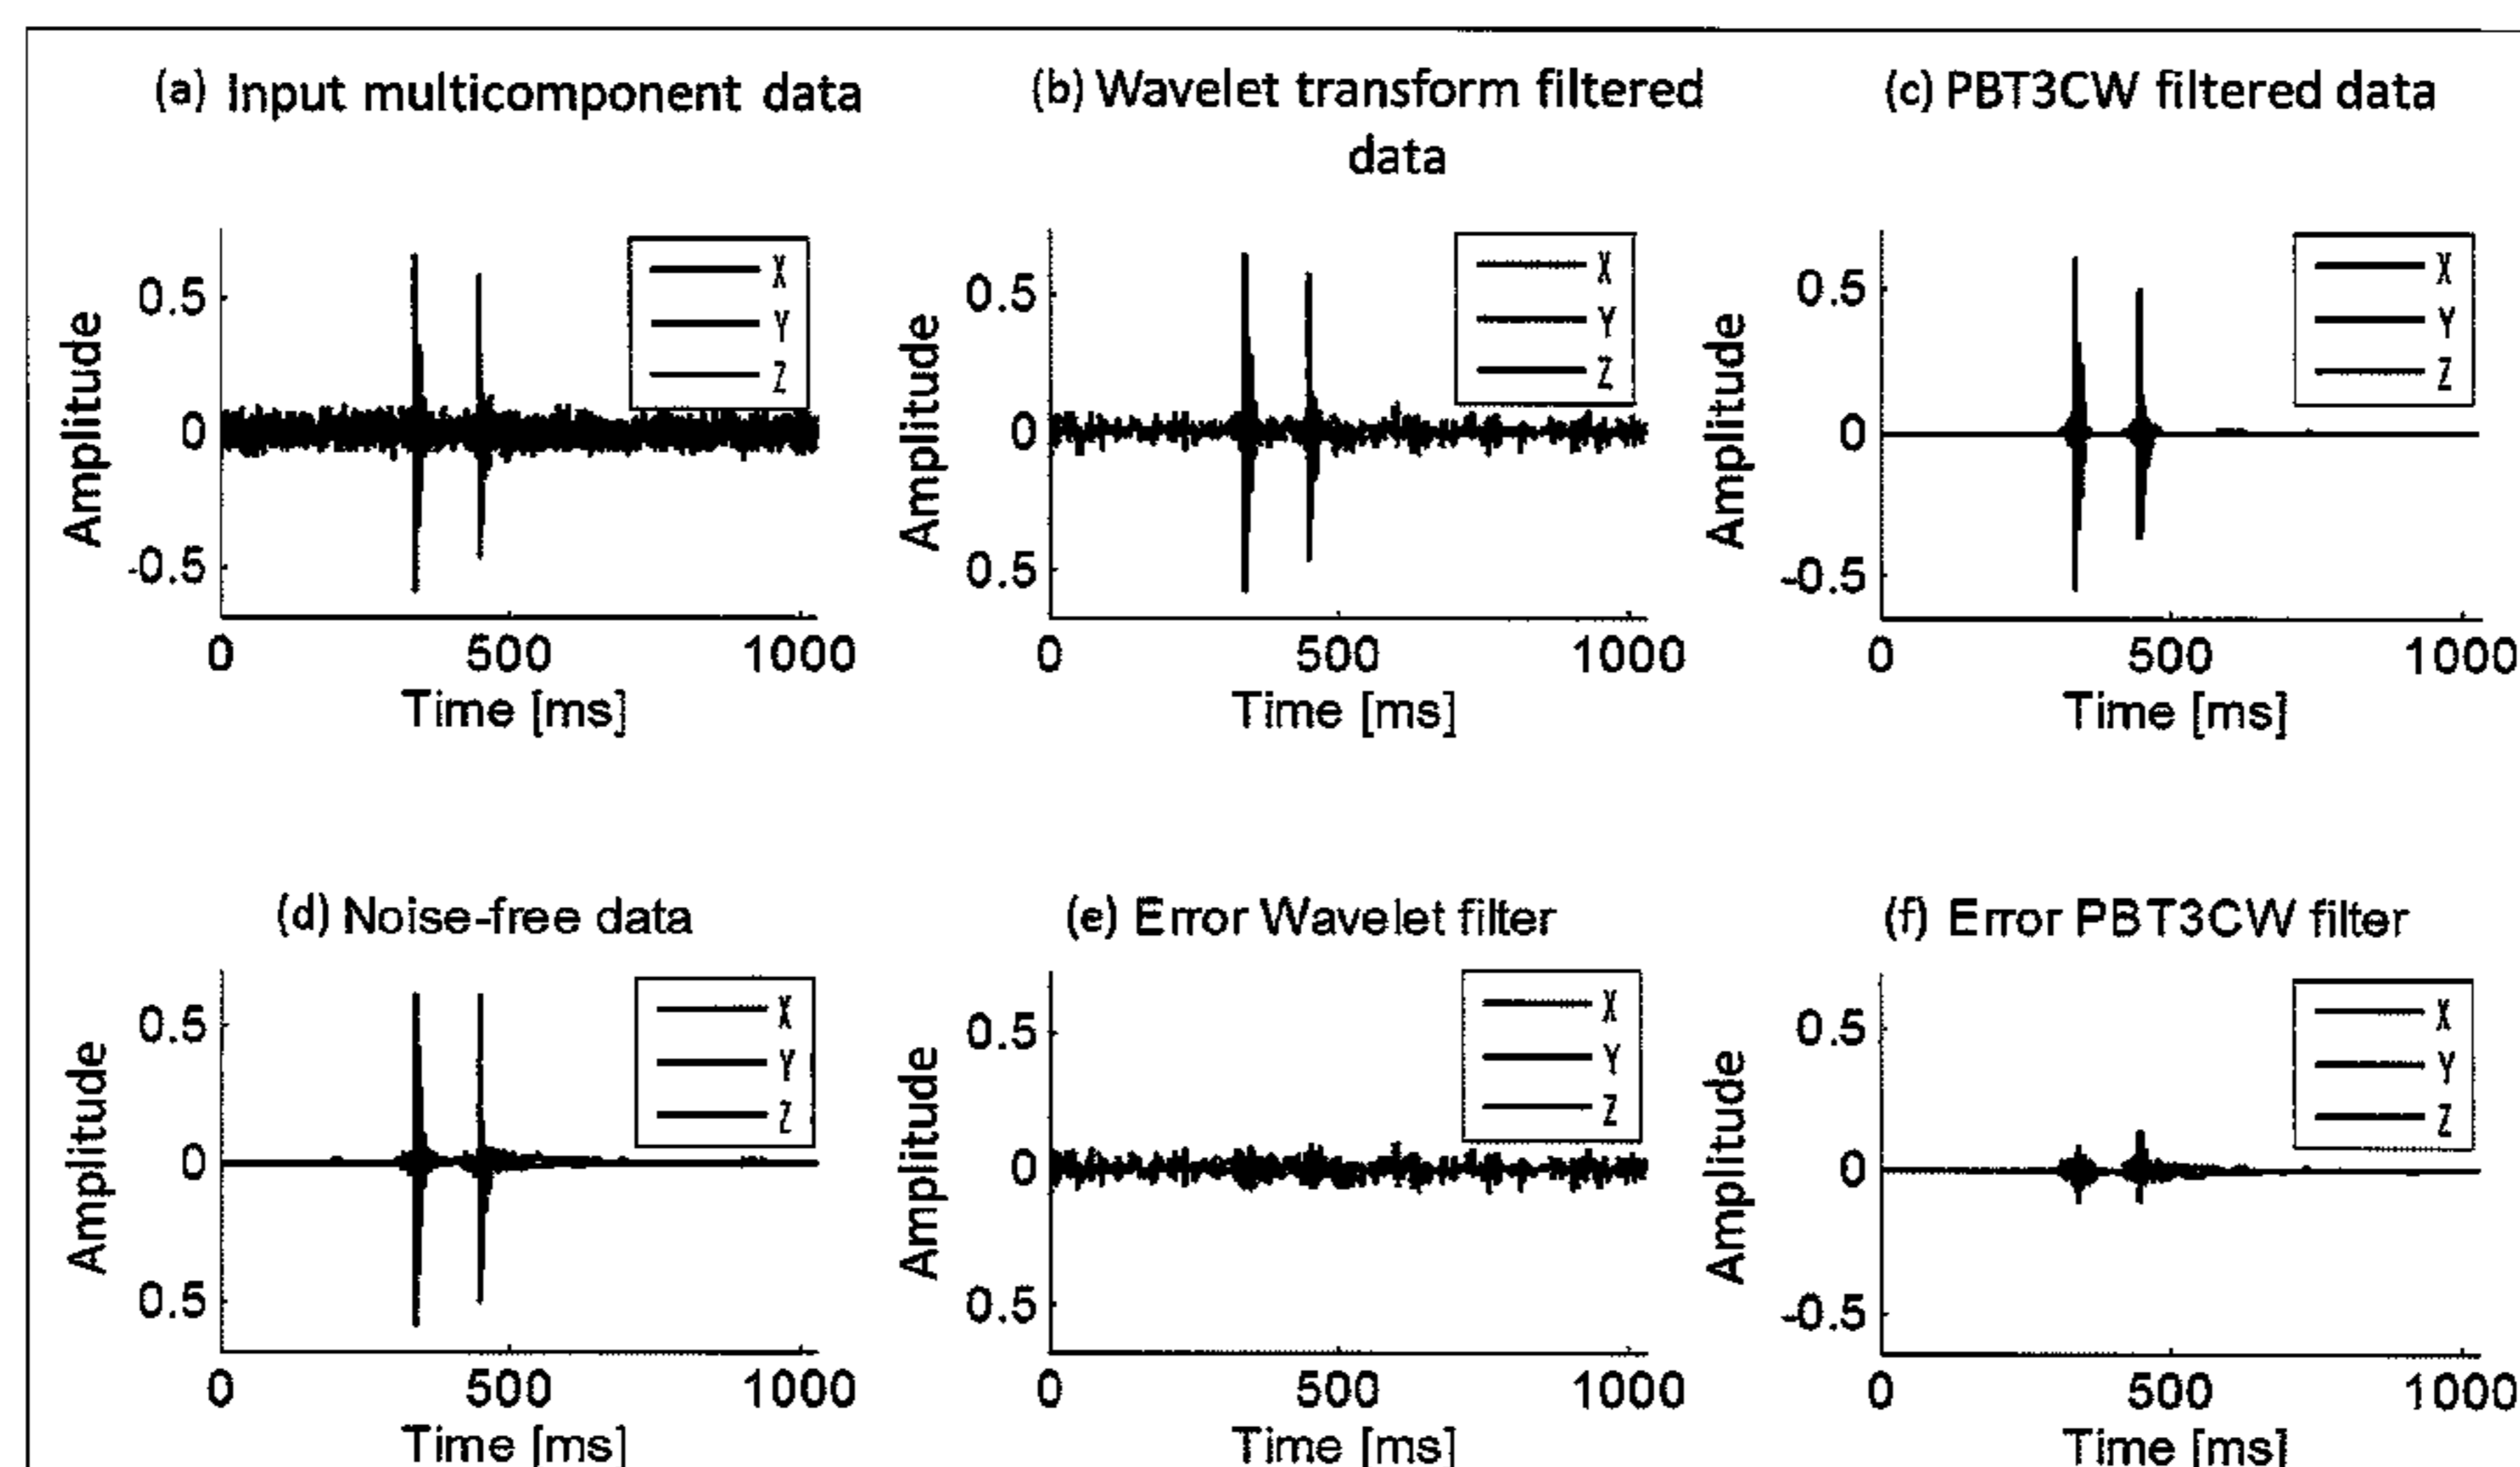 (a) Input multicomponent data
(b) Wavelet transform filtered
data
(c) PBT3CW filtered data
Amplitude
0.5
0
-0.5
X
Y
Z
0 500 1000
Time [ms]
Amplitude
0.5
0
0.5
X
Y
Z
0 500 1000
Time [ms]
Amplitude
0.5
0
-0.5
X
Y
Z
0 500 1000
Time [ms]
(d) Noise-free data
(e) Error Wavelet filter
(f) Error PBT3CW filter
Amplitude
0.5
0
0.5
X
Y
Z
0 500 1000
Time [ms]
Amplitude
0.5
0
0.5
X
Y
Z
0 500 1000
Time [ms]
Amplitude
0.5
0
-0.5
X
Y
Z
0 500 1000
Time [ms]